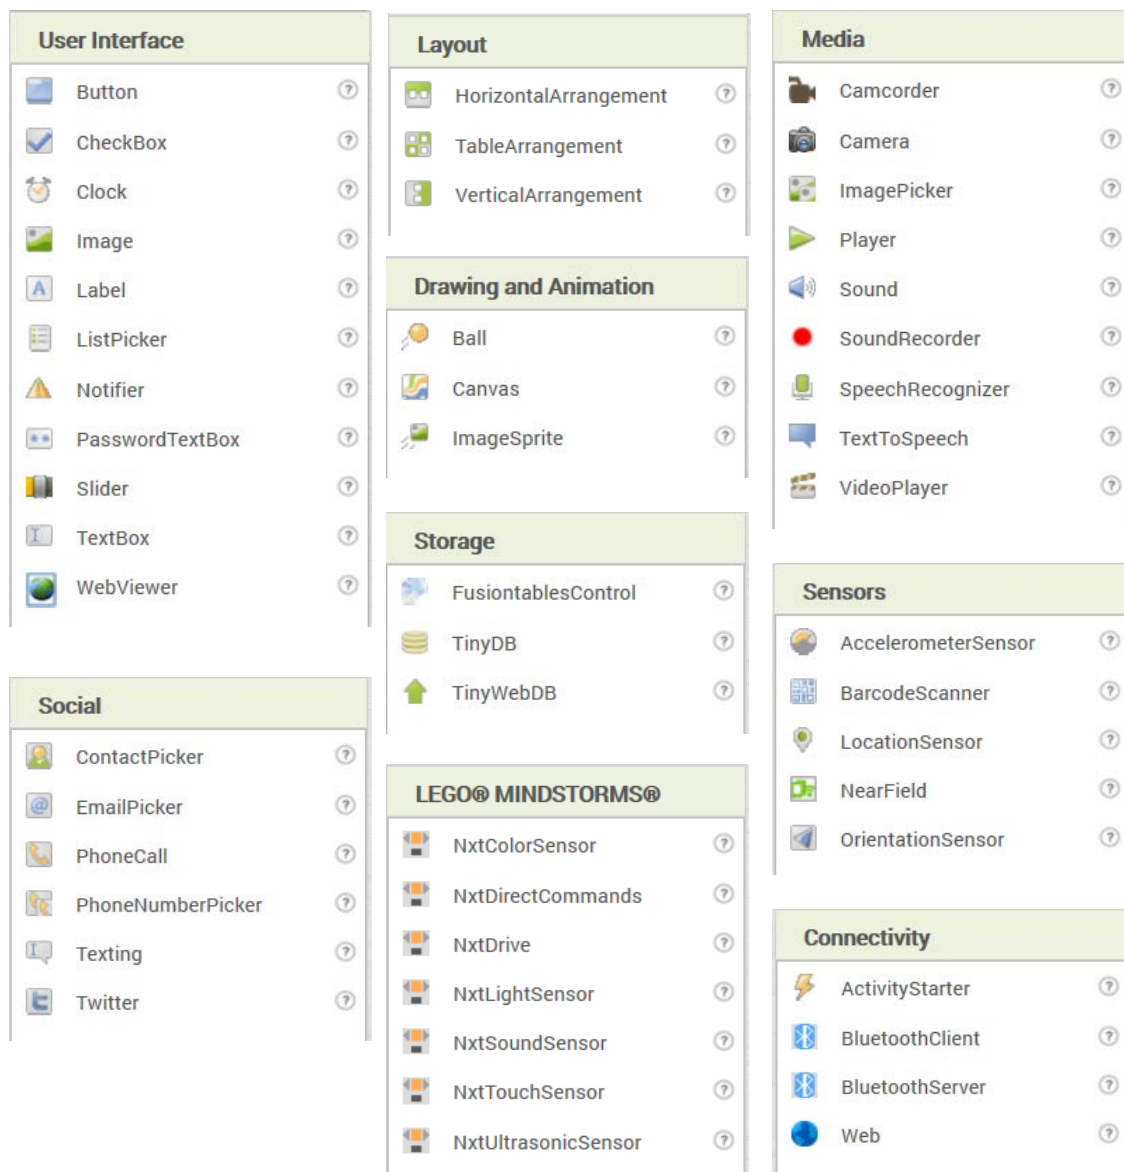 User Interface
Button
CheckBox
Clock
Image
Label
ListPicker
Notifier
PasswordTextBox
Slider
TextBox
WebViewer
Social
ContactPicker
EmailPicker
PhoneCall
PhoneNumberPicker
Texting
Twitter
Layout
HorizontalArrangement
TableArrangement
VerticalArrangement
Drawing and Animation
Ball
Canvas
ImageSprite
Storage
FusiontablesControl
TinyDB
TinyWebDB
LEGO® MINDSTORMS®
NxtColorSensor
NxtDirectCommands
NxtDrive
NxtLightSensor
NxtSoundSensor
NxtTouchSensor
NxtUltrasonicSensor
Media
Camcorder
Camera
ImagePicker
Player
Sound
SoundRecorder
SpeechRecognizer
TextToSpeech
VideoPlayer
Sensors
AccelerometerSensor
BarcodeScanner
LocationSensor
NearField
OrientationSensor
Connectivity
ActivityStarter
BluetoothClient
BluetoothServer
Web